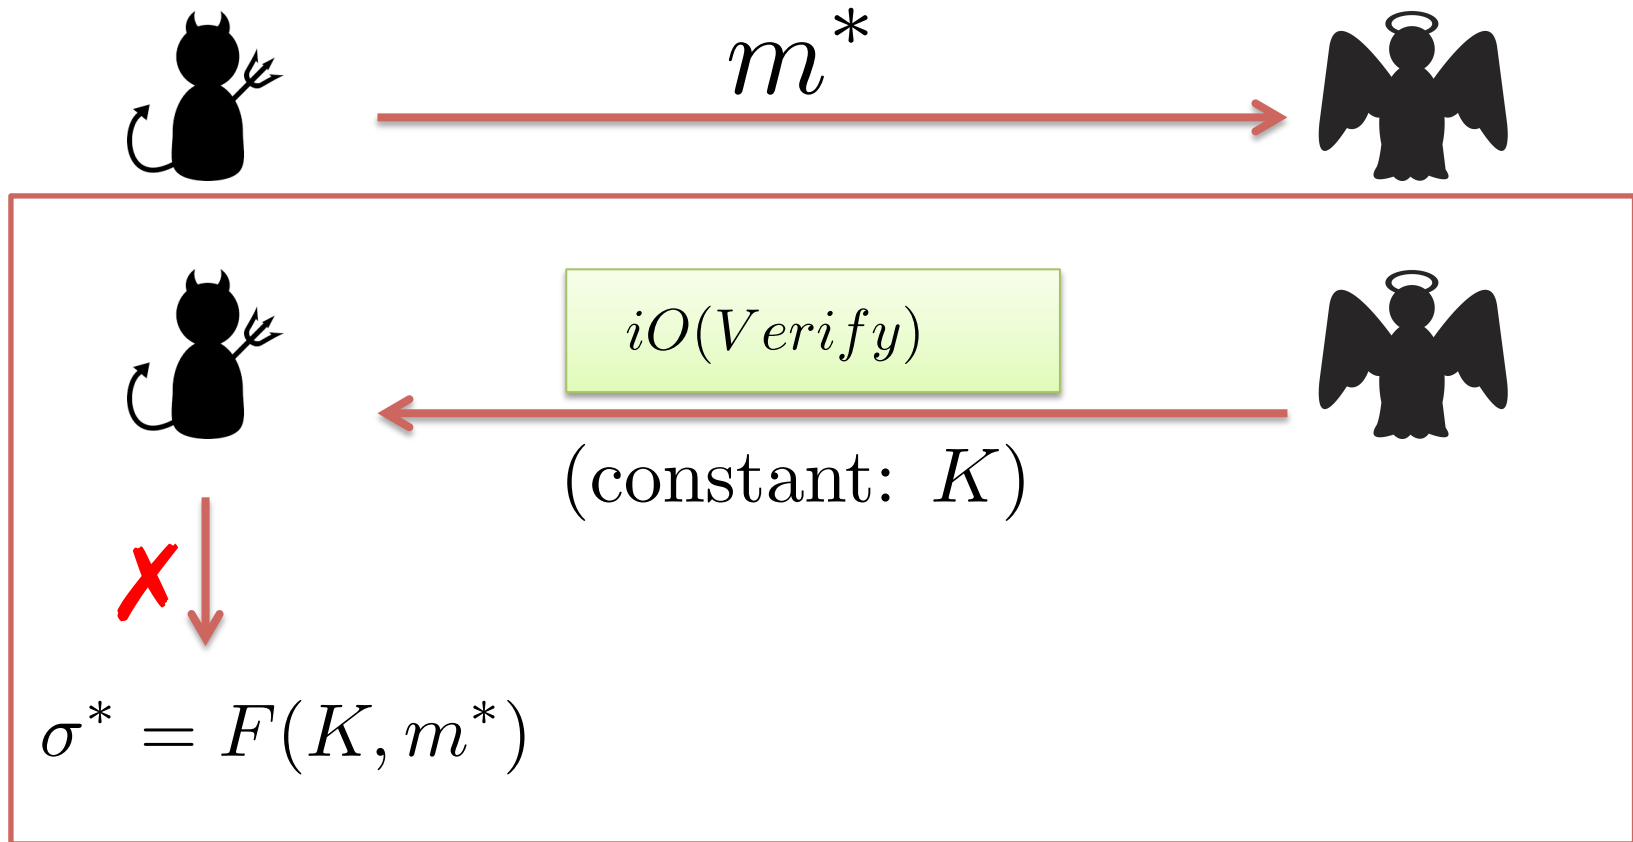 m*
iO(Verify)
(constant: K)
σ* = F(K, m*)